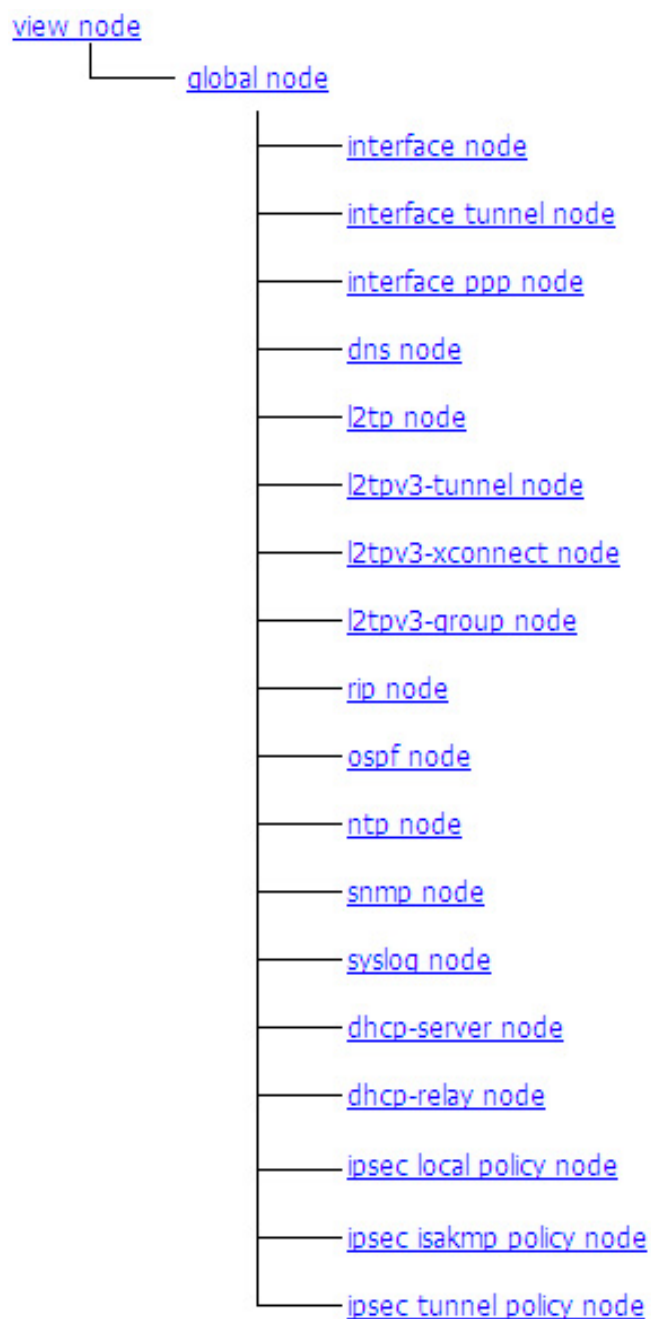 view node
global node
interface node
interface tunnel node
interface ppp node
dns node
l2tp node
l2tpv3-tunnel node
l2tpv3-xconnect node
l2tpv3-group node
rip node
ospf node
ntp node
snmp node
syslog node
dhcp-server node
dhcp-relay node
ipsec local policy node
ipsec isakmp policy node
ipsec tunnel policy node